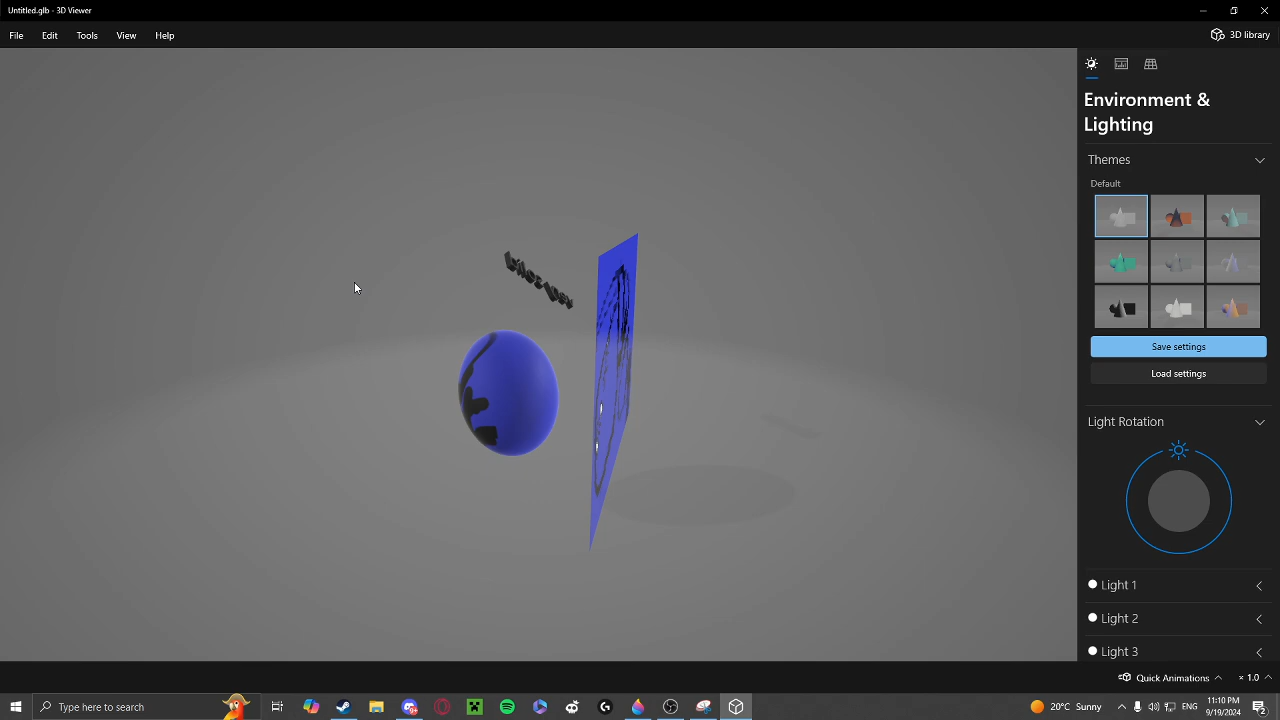 Untitled.glb - 3D Viewer
File Edit Tools View Help
3D library
Environment &
Lighting
Themes
Default
Save settings
Load settings
Light Rotation
Light 1
Light 2
Light 3
Quick Animations
× 1.0
Type here to search
20°C Sunny
ENG
11:10 PM
9/19/2024
2